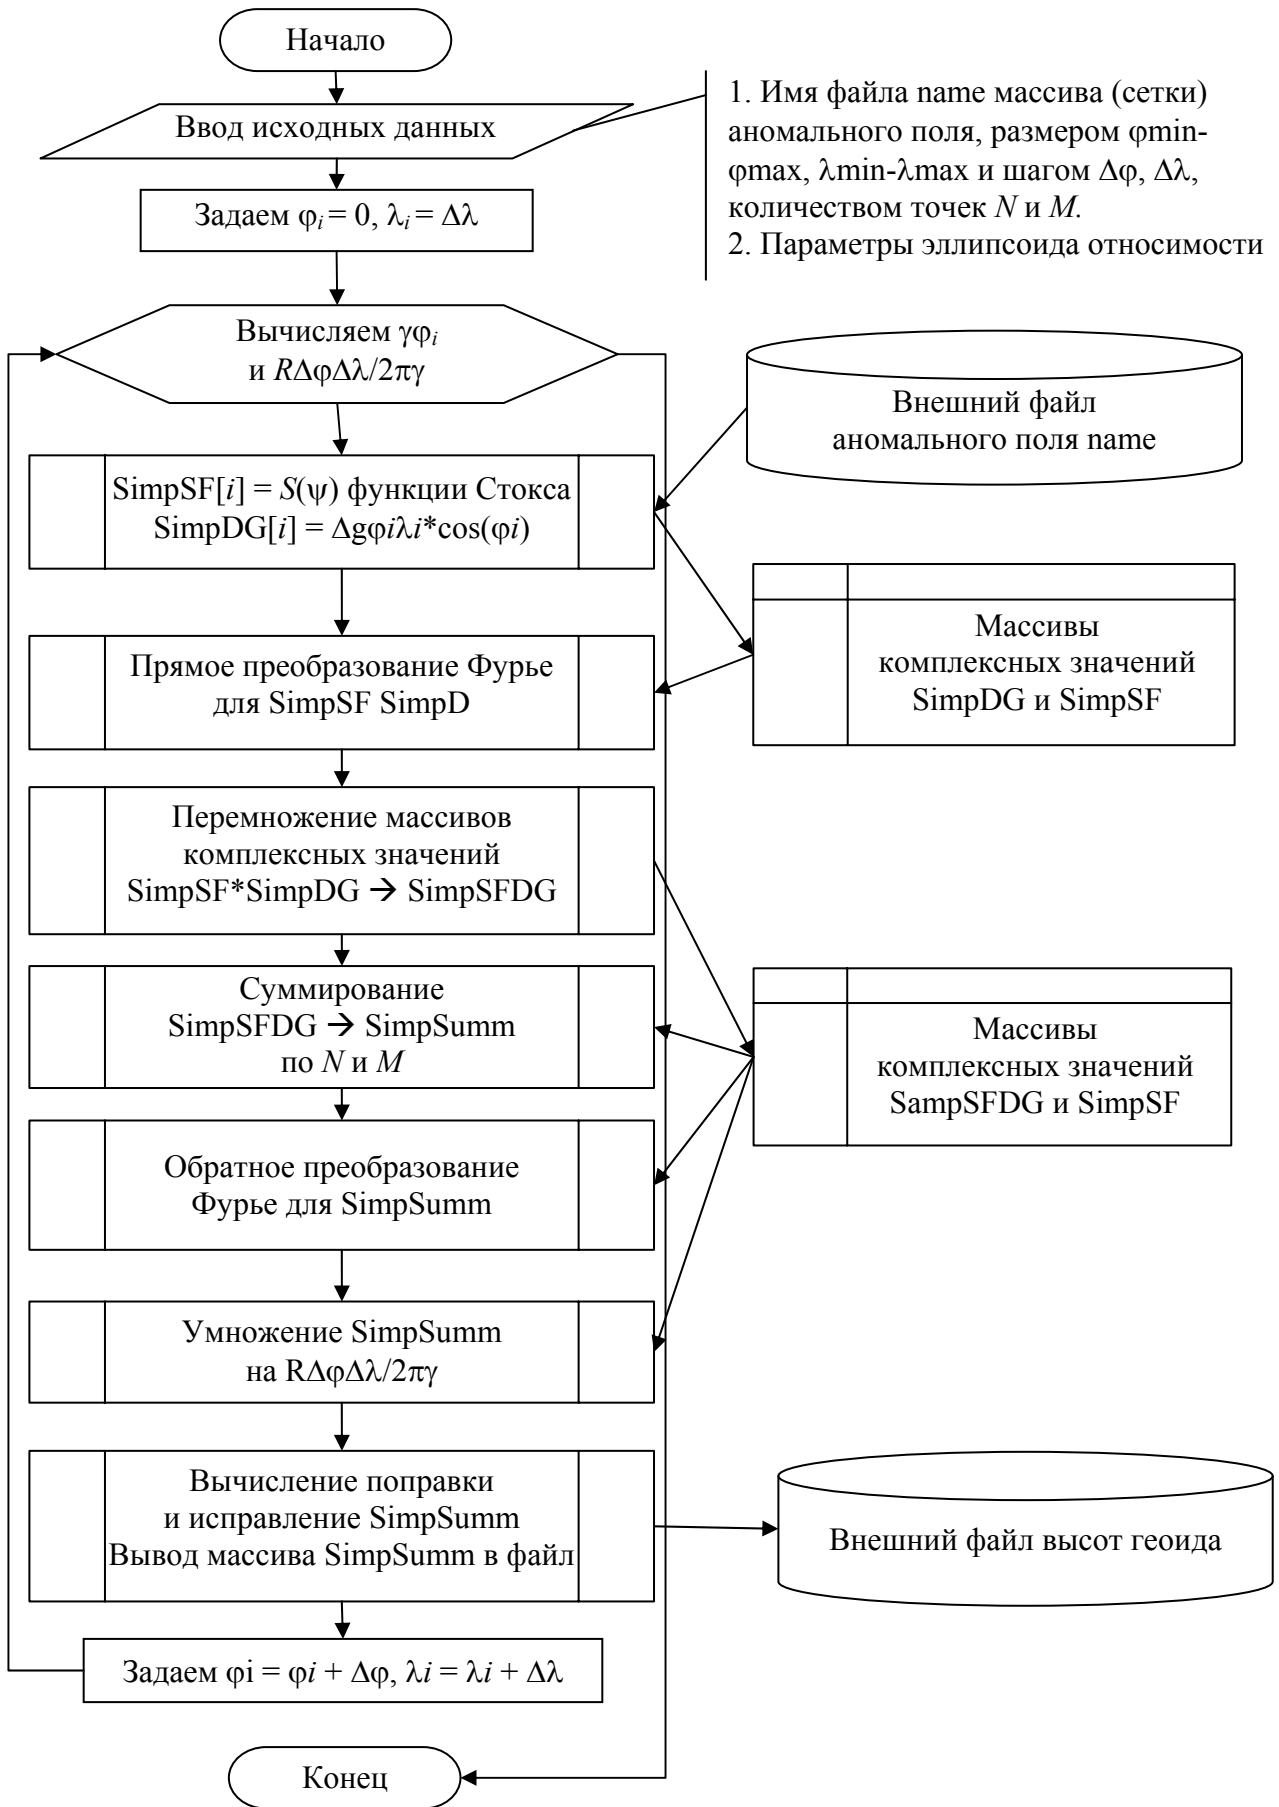 Начало
Ввод исходных данных
1. Имя файла name массива (сетки)
аномального поля, размером φmin-
φmax, λmin-λmax и шагом Δφ, Δλ,
количеством точек N и M.
2. Параметры эллипсоида относимости
Задаем φi = 0, λi = Δλ
Вычисляем γφi
и RΔφΔλ/2πγ
Внешний файл
аномального поля name
SimpSF[i] = S(ψ) функции Стокса
SimpDG[i] = Δgφiλi*cos(φi)
Массивы
комплексных значений
SimpDG и SimpSF
Прямое преобразование Фурье
для SimpSF SimpD
Перемножение массивов
комплексных значений
SimpSF*SimpDG → SimpSFDG
Суммирование
SimpSFDG → SimpSumm
по N и M
Массивы
комплексных значений
SampSFDG и SimpSF
Обратное преобразование
Фурье для SimpSumm
Умножение SimpSumm
на RΔφΔλ/2πγ
Вычисление поправки
и исправление SimpSumm
Вывод массива SimpSumm в файл
Внешний файл высот геоида
Задаем φi = φi + Δφ, λi = λi + Δλ
Конец